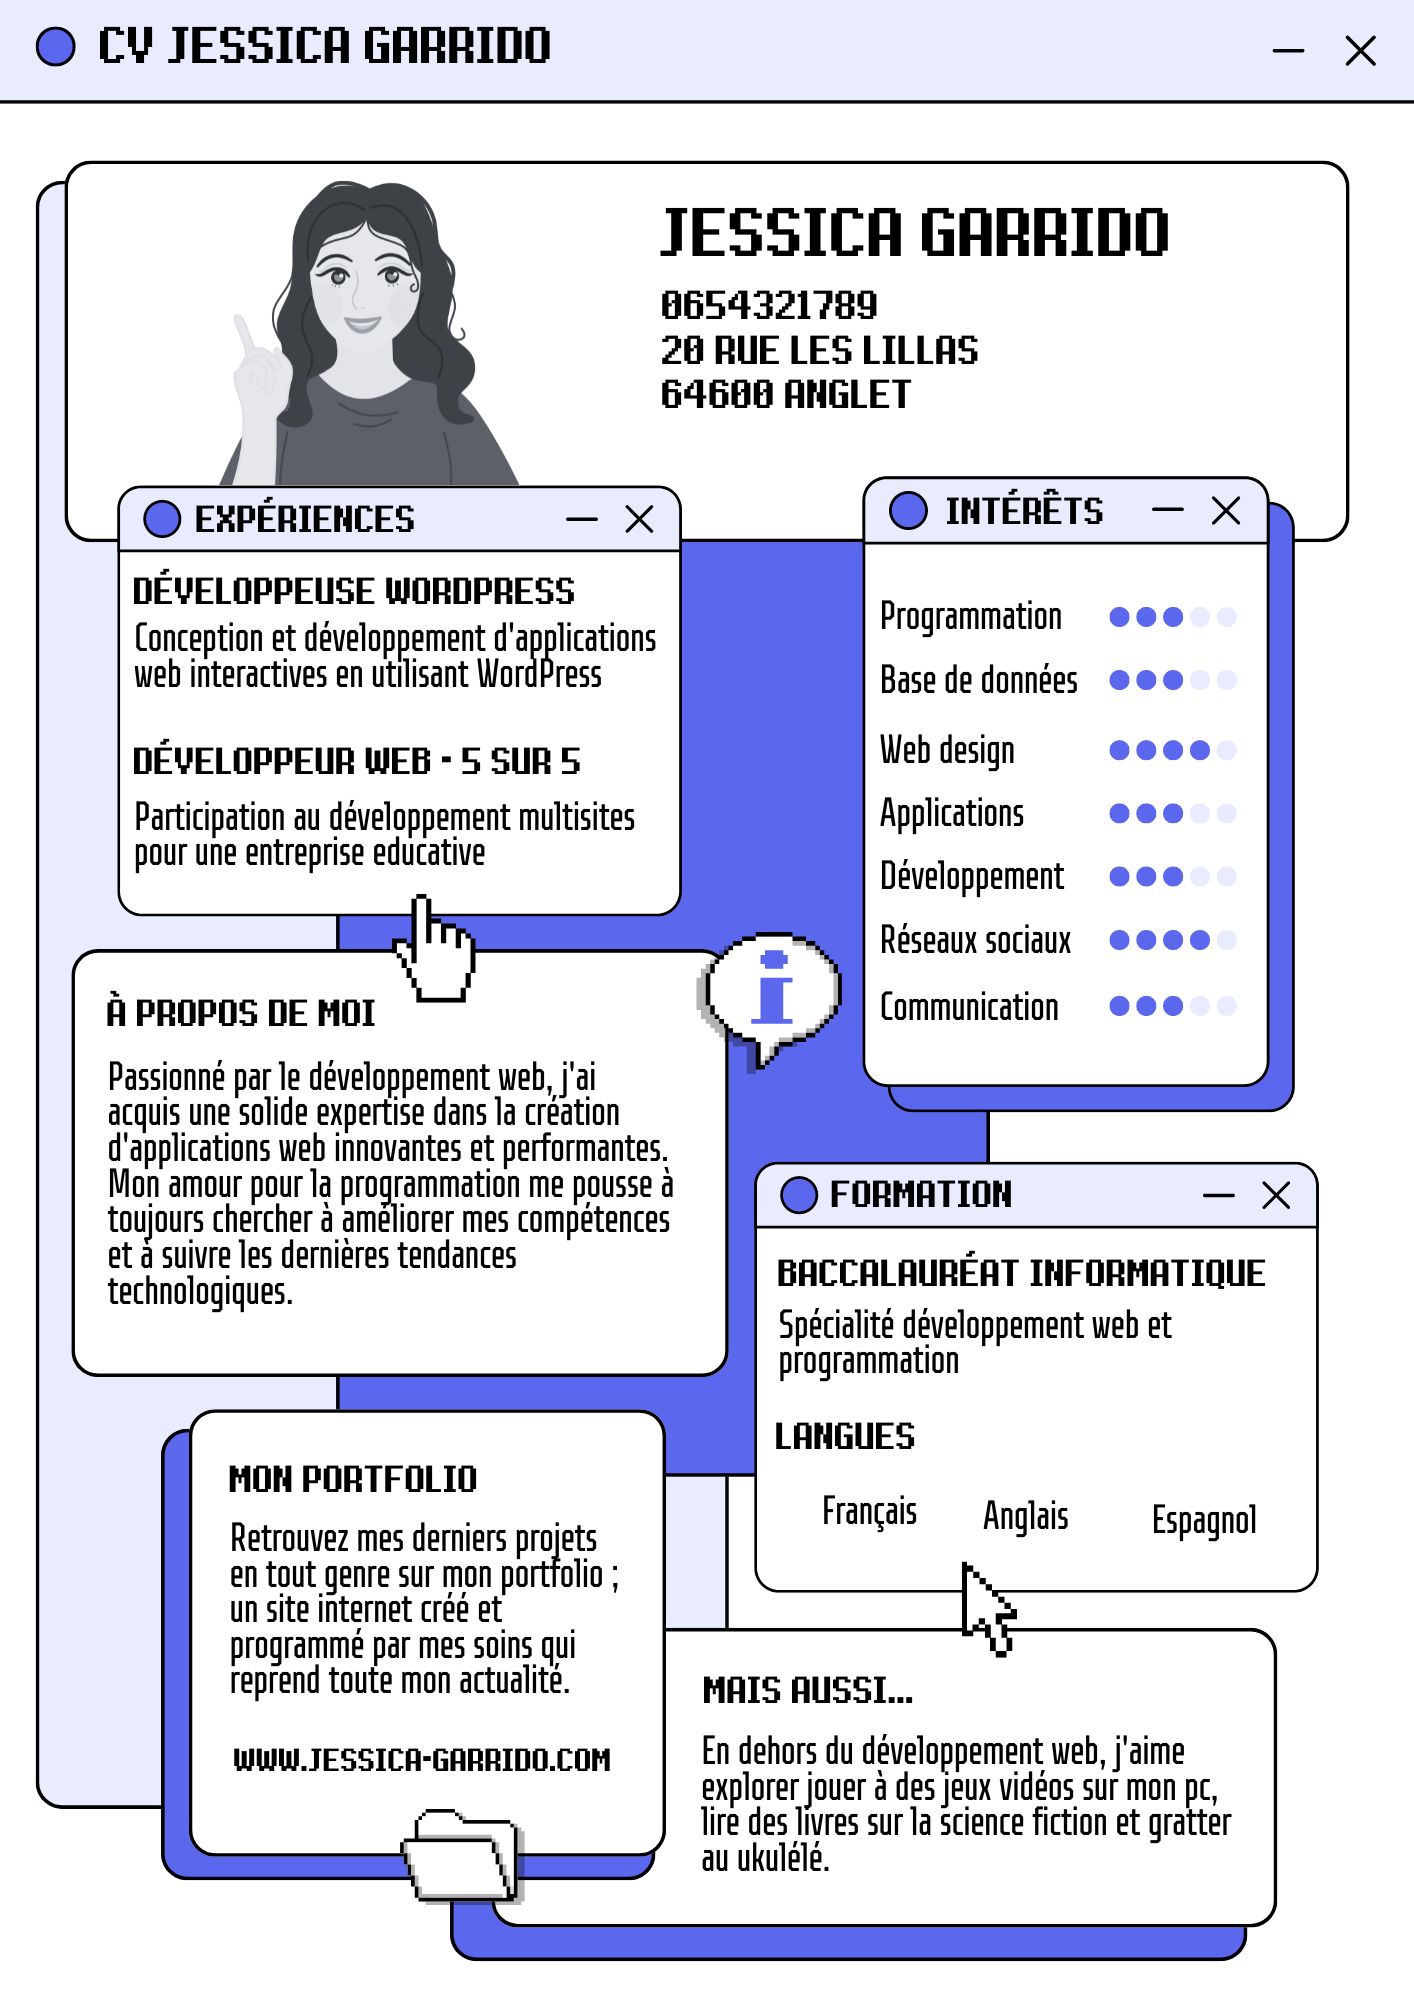 CV JESSICA GARRIDO
JESSICA GARRIDO
0654321789
20 RUE LES LILLAS
64600 ANGLET
EXPÉRIENCES
DÉVELOPPEUSE WORDPRESS
Conception et développement d'applications
web interactives en utilisant WordPress
DÉVELOPPEUR WEB - 5 SUR 5
Participation au développement multisites
pour une entreprise educative
INTÉRÊTS
Programmation
Base de données
Web design
Applications
Développement
Réseaux sociaux
Communication
À PROPOS DE MOI
Passionné par le développement web, j'ai
acquis une solide expertise dans la création
d'applications web innovantes et performantes.
Mon amour pour la programmation me pousse à
toujours chercher à améliorer mes compétences
et à suivre les dernières tendances
technologiques.
i
FORMATION
BACCALAURÉAT INFORMATIQUE
Spécialité développement web et
programmation
LANGUES
Français Anglais Espagnol
MON PORTFOLIO
Retrouvez mes derniers projets
en tout genre sur mon portfolio ;
un site internet créé et
programmé par mes soins qui
reprend toute mon actualité.
WWW.JESSICA-GARRIDO.COM
MAIS AUSSI...
En dehors du développement web, j'aime
explorer jouer à des jeux vidéos sur mon pc,
lire des livres sur la science fiction et gratter
au ukulélé.